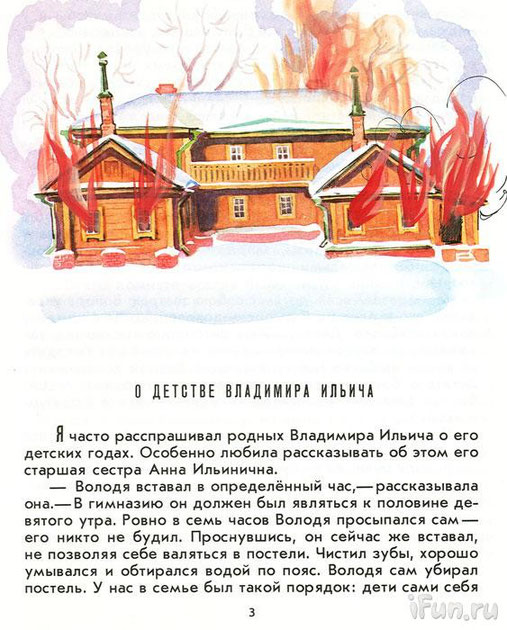 О ДЕТСТВЕ ВЛАДИМИРА ИЛЬИЧА
Я часто расспрашивал родных Владимира Ильича о его
детских годах. Особенно любила рассказывать об этом его
старшая сестра Анна Ильинична.
— Володя вставал в определённый час,— рассказывала
она.— В гимназию он должен был являться к половине де-
вятого утра. Ровно в семь часов Володя просыпался сам —
его никто не будил. Проснувшись, он сейчас же вставал,
не позволяя себе валяться в постели. Чистил зубы, хорошо
умывался и обтирался водой по пояс. Володя сам убирал
постель. У нас в семье был такой порядок: дети сами себя
3
iFun.ru